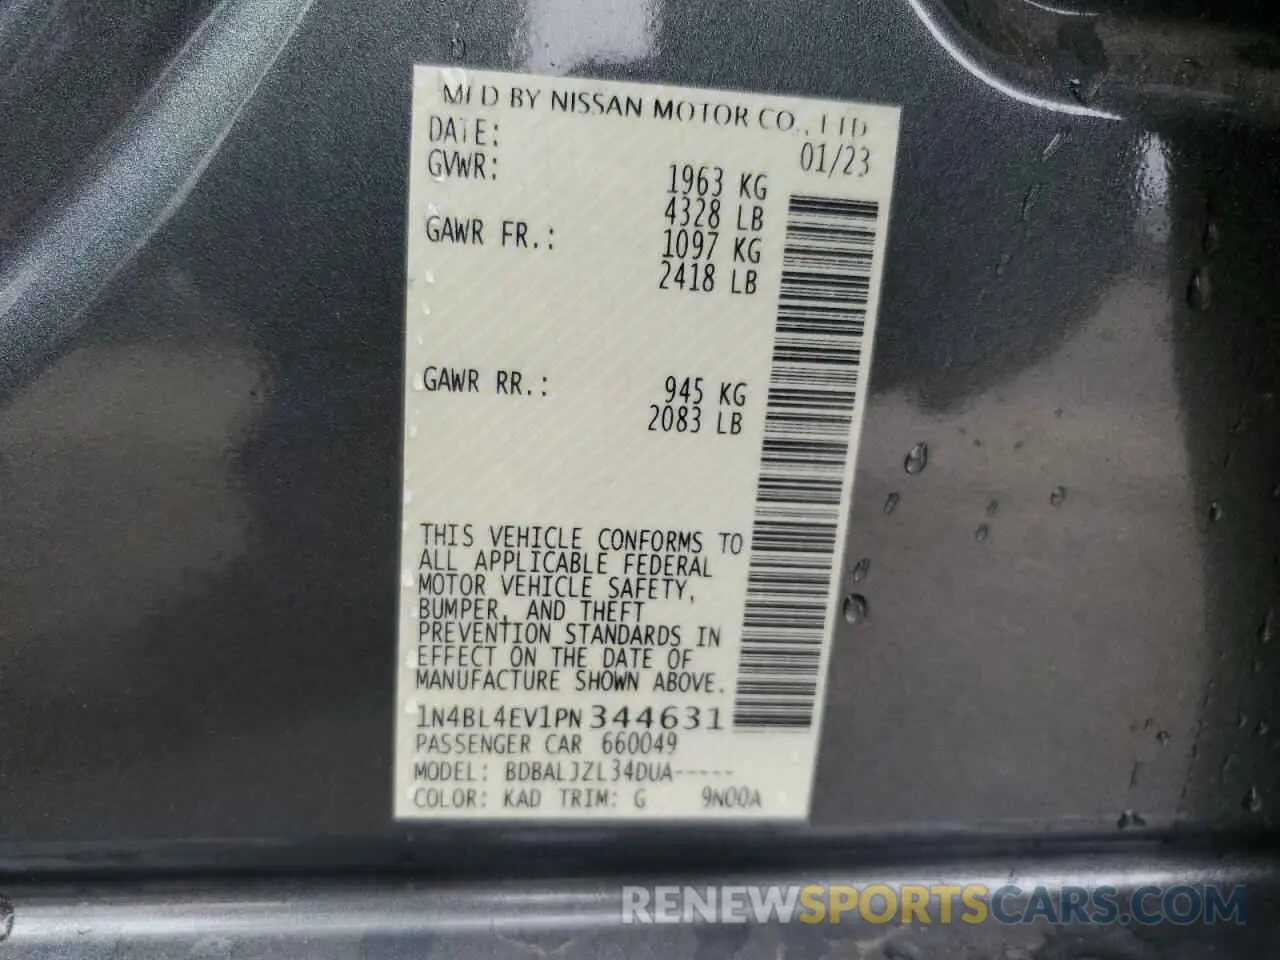 MFD BY NISSAN MOTOR CO., LTD
DATE: 01/23
GVWR: 1963 KG
4328 LB
GAWR FR.: 1097 KG
2418 LB
GAWR RR.: 945 KG
2083 LB
THIS VEHICLE CONFORMS TO
ALL APPLICABLE FEDERAL
MOTOR VEHICLE SAFETY,
BUMPER, AND THEFT
PREVENTION STANDARDS IN
EFFECT ON THE DATE OF
MANUFACTURE SHOWN ABOVE.
1N4BL4EV1PN344631
PASSENGER CAR 660049
MODEL: BDBALJZL34DUA-----
COLOR: KAD TRIM: G 9N00A
RENEWSPORTSCARS.COM